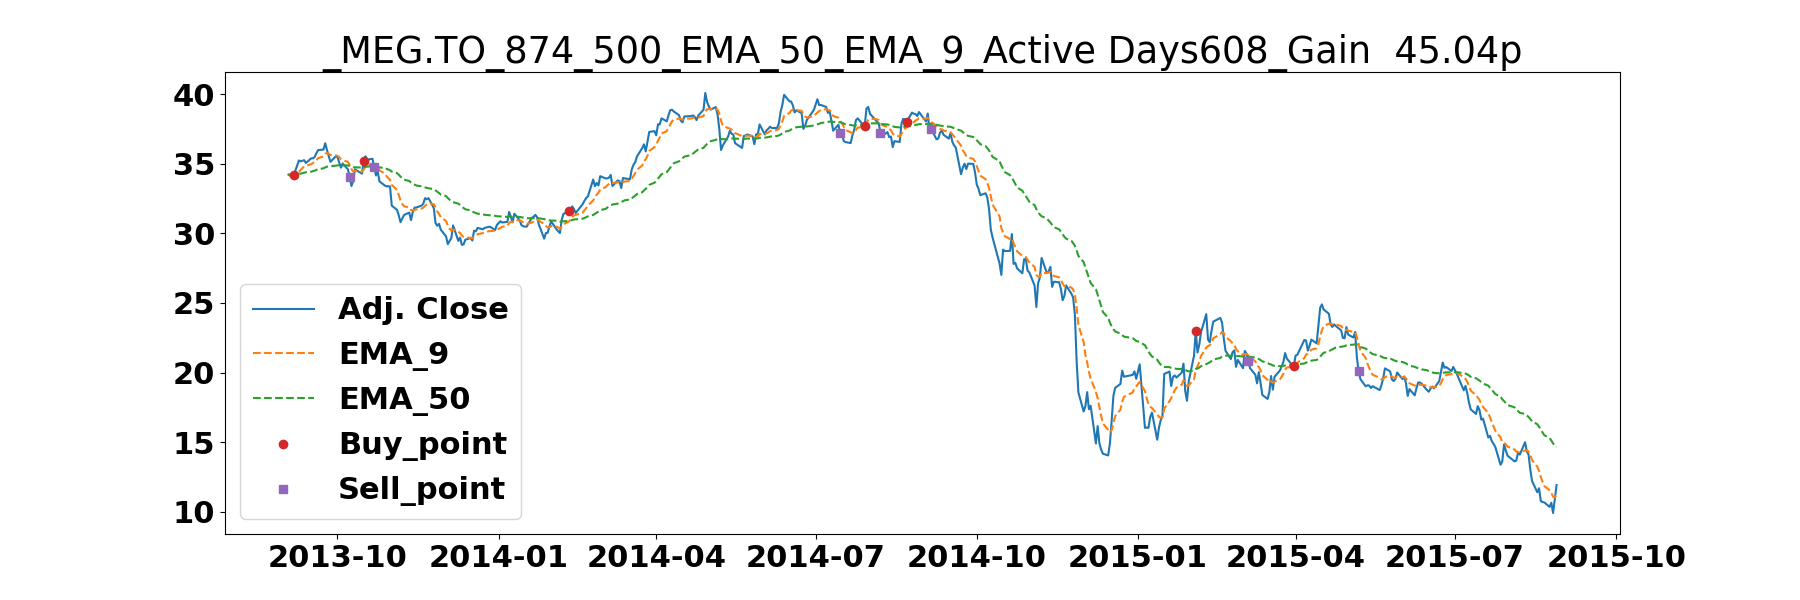 _MEG.TO_874_500_EMA_50_EMA_9_Active Days608_Gain  45.04p
40
35
30
25
20
15
10
Adj. Close
EMA_9
EMA_50
Buy_point
Sell_point
2013-10 2014-01 2014-04 2014-07 2014-10 2015-01 2015-04 2015-07 2015-10